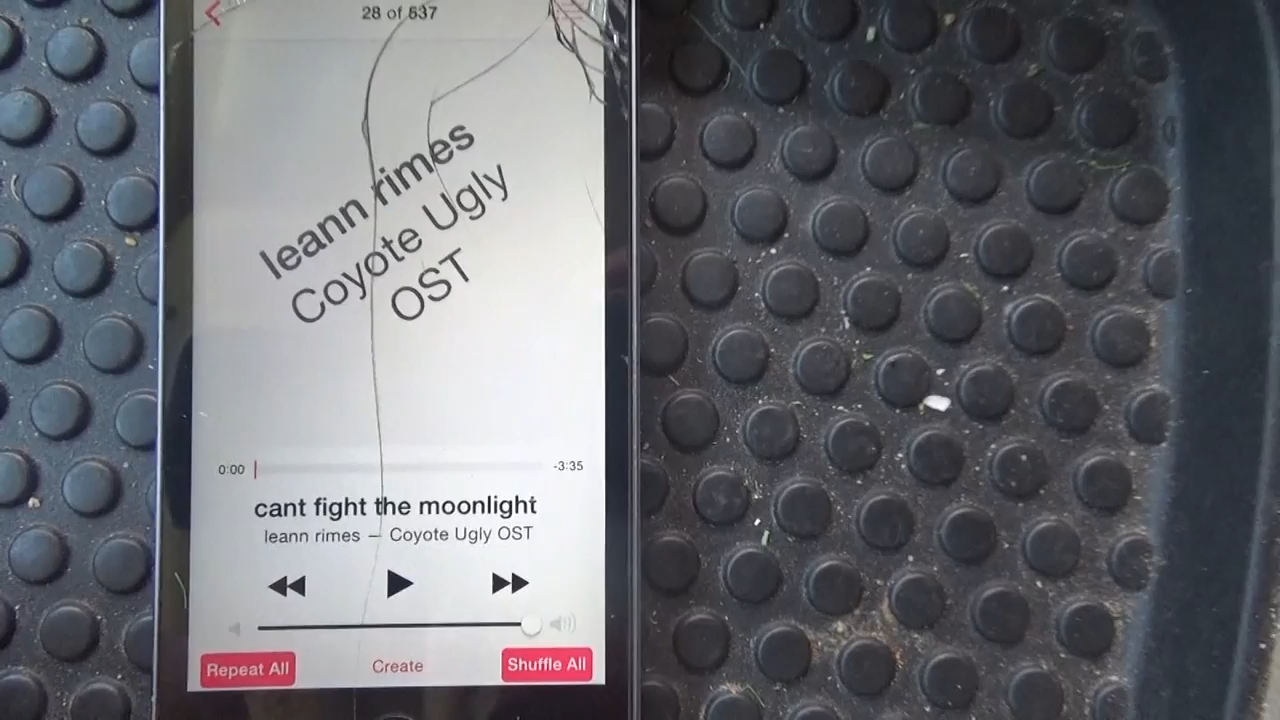 28 of 537
leann rimes
Coyote Ugly
OST
0:00 -3:35
cant fight the moonlight
leann rimes — Coyote Ugly OST
Repeat All Create Shuffle All